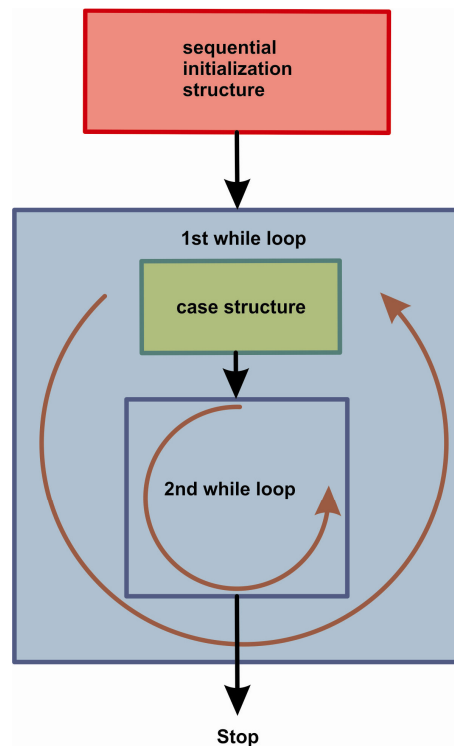 sequential
initialization
structure
1st while loop
case structure
2nd while loop
Stop